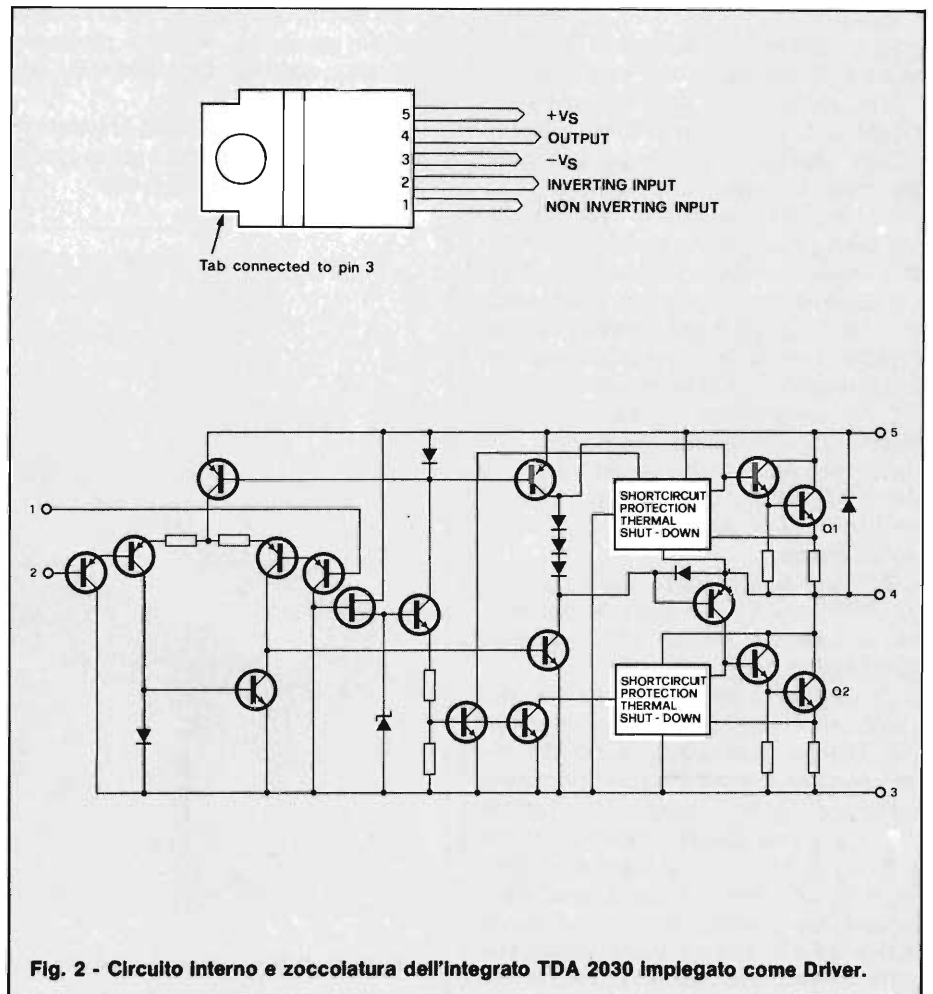 5 +VS
4 OUTPUT
3 −VS
2 INVERTING INPUT
1 NON INVERTING INPUT
Tab connected to pin 3
5
1
2
SHORTCIRCUIT
PROTECTION
THERMAL
SHUT - DOWN
Q1
4
SHORTCIRCUIT
PROTECTION
THERMAL
SHUT - DOWN
Q2
3
Fig. 2 - Circuito interno e zoccolatura dell'integrato TDA 2030 impiegato come Driver.